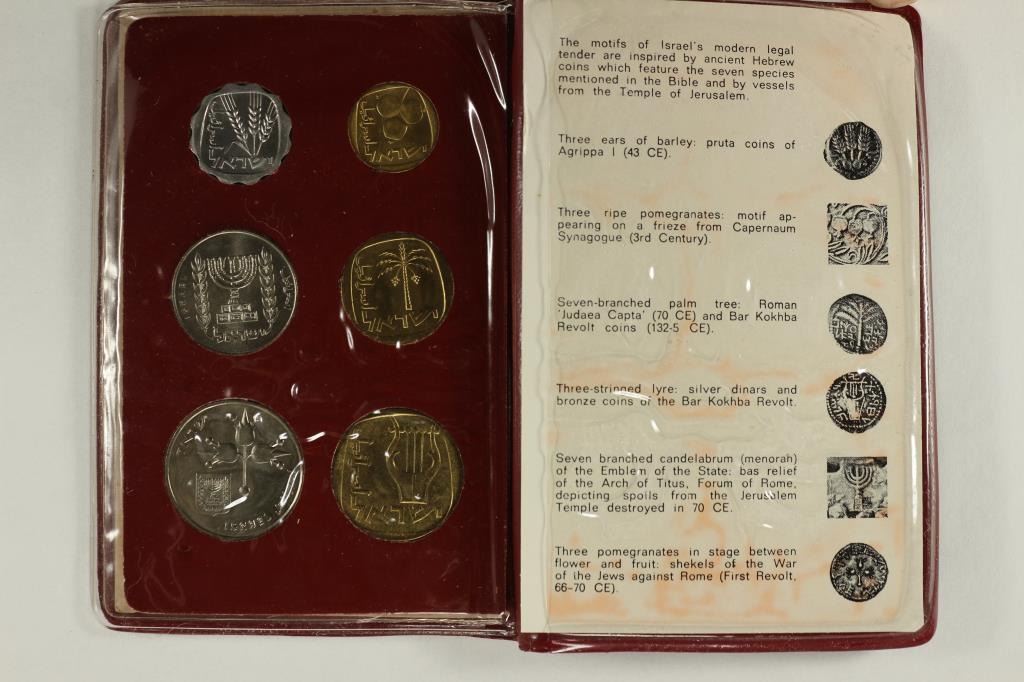 ישראל
ישראל
ישראל
ישראל
ישראל
ISRAEL
The motifs of Israel's modern legal
tender are inspired by ancient Hebrew
coins which feature the seven species
mentioned in the Bible and by vessels
from the Temple of Jerusalem.
Three ears of barley: pruta coins of
Agrippa I (43 CE).
Three ripe pomegranates: motif ap-
pearing on a frieze from Capernaum
Synagogue (3rd Century).
Seven-branched palm tree: Roman
'Judaea Capta' (70 CE) and Bar Kokhba
Revolt coins (132-5 CE).
Three-stringed lyre: silver dinars and
bronze coins of the Bar Kokhba Revolt.
Seven branched candelabrum (menorah)
of the Emblem of the State: bas relief
of the Arch of Titus, Forum of Rome,
depicting spoils from the Jerusalem
Temple destroyed in 70 CE.
Three pomegranates in stage between
flower and fruit: shekels of the War
of the Jews against Rome (First Revolt,
66-70 CE).